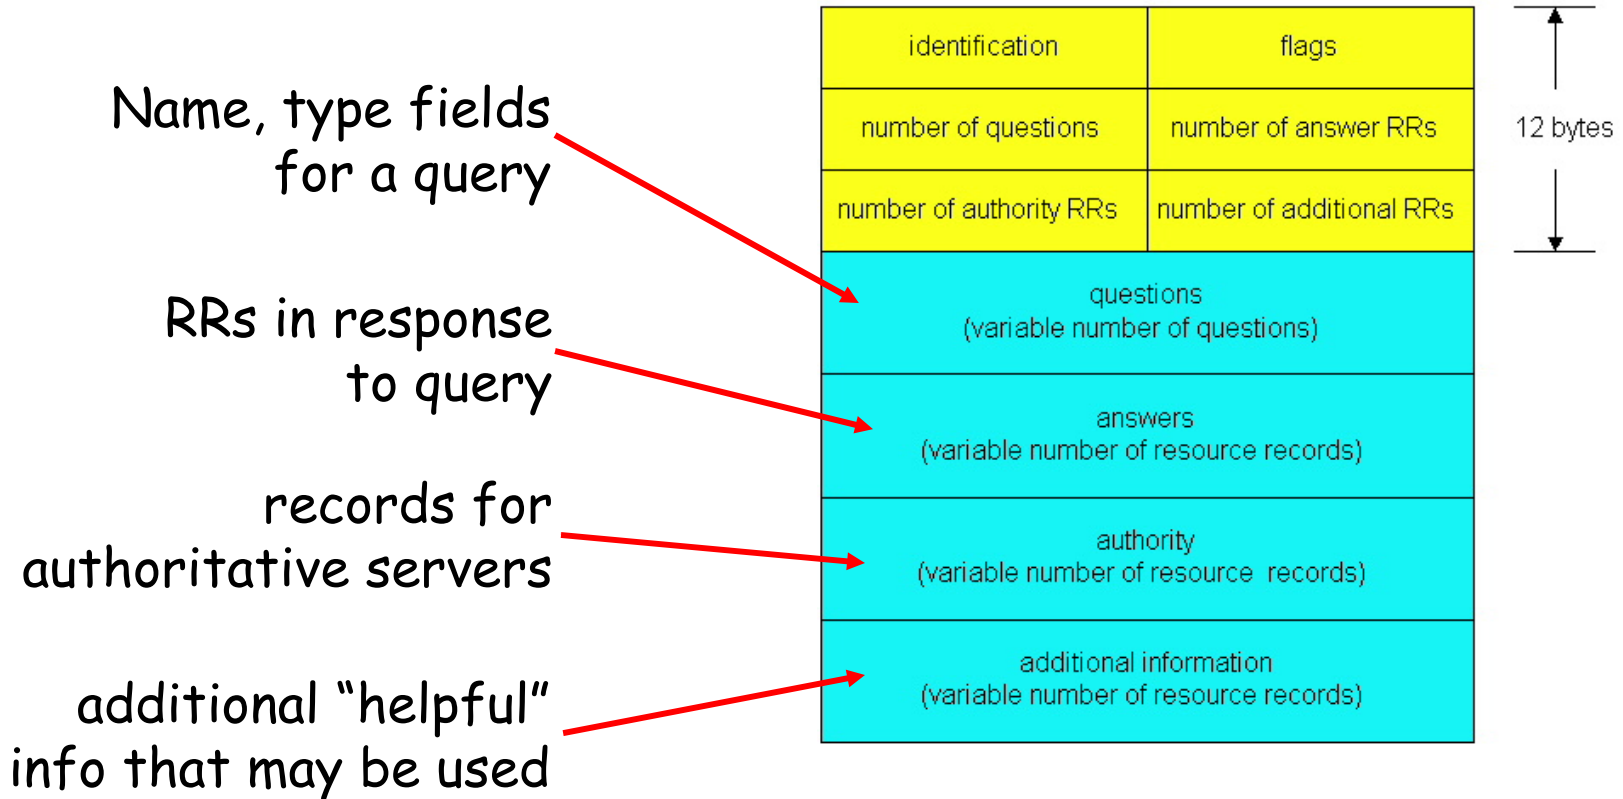 Name, type fields
for a query
RRs in response
to query
records for
authoritative servers
additional “helpful”
info that may be used
identification
flags
number of questions
number of answer RRs
number of authority RRs
number of additional RRs
12 bytes
questions
(variable number of questions)
answers
(variable number of resource records)
authority
(variable number of resource records)
additional information
(variable number of resource records)